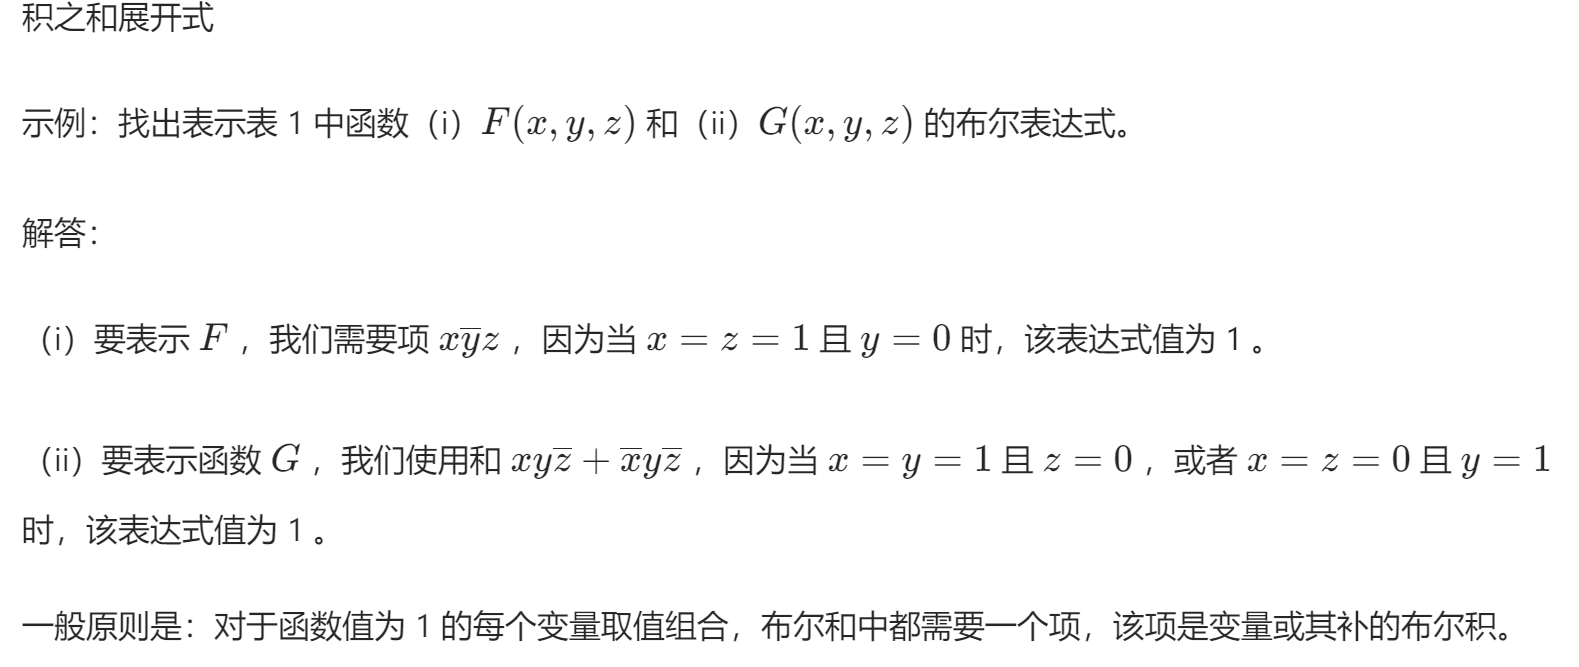 积之和展开式
示例：找出表示表 1 中函数（i）$F(x, y, z)$ 和（ii）$G(x, y, z)$ 的布尔表达式。
解答：
（i）要表示 $F$ ，我们需要项 $x\overline{y}z$ ，因为当 $x = z = 1$ 且 $y = 0$ 时，该表达式值为 1 。
（ii）要表示函数 $G$ ，我们使用和 $xy\overline{z} + \overline{x}y\overline{z}$ ，因为当 $x = y = 1$ 且 $z = 0$ ，或者 $x = z = 0$ 且 $y = 1$
时，该表达式值为 1 。
一般原则是：对于函数值为 1 的每个变量取值组合，布尔和中都需要一个项，该项是变量或其补的布尔积。